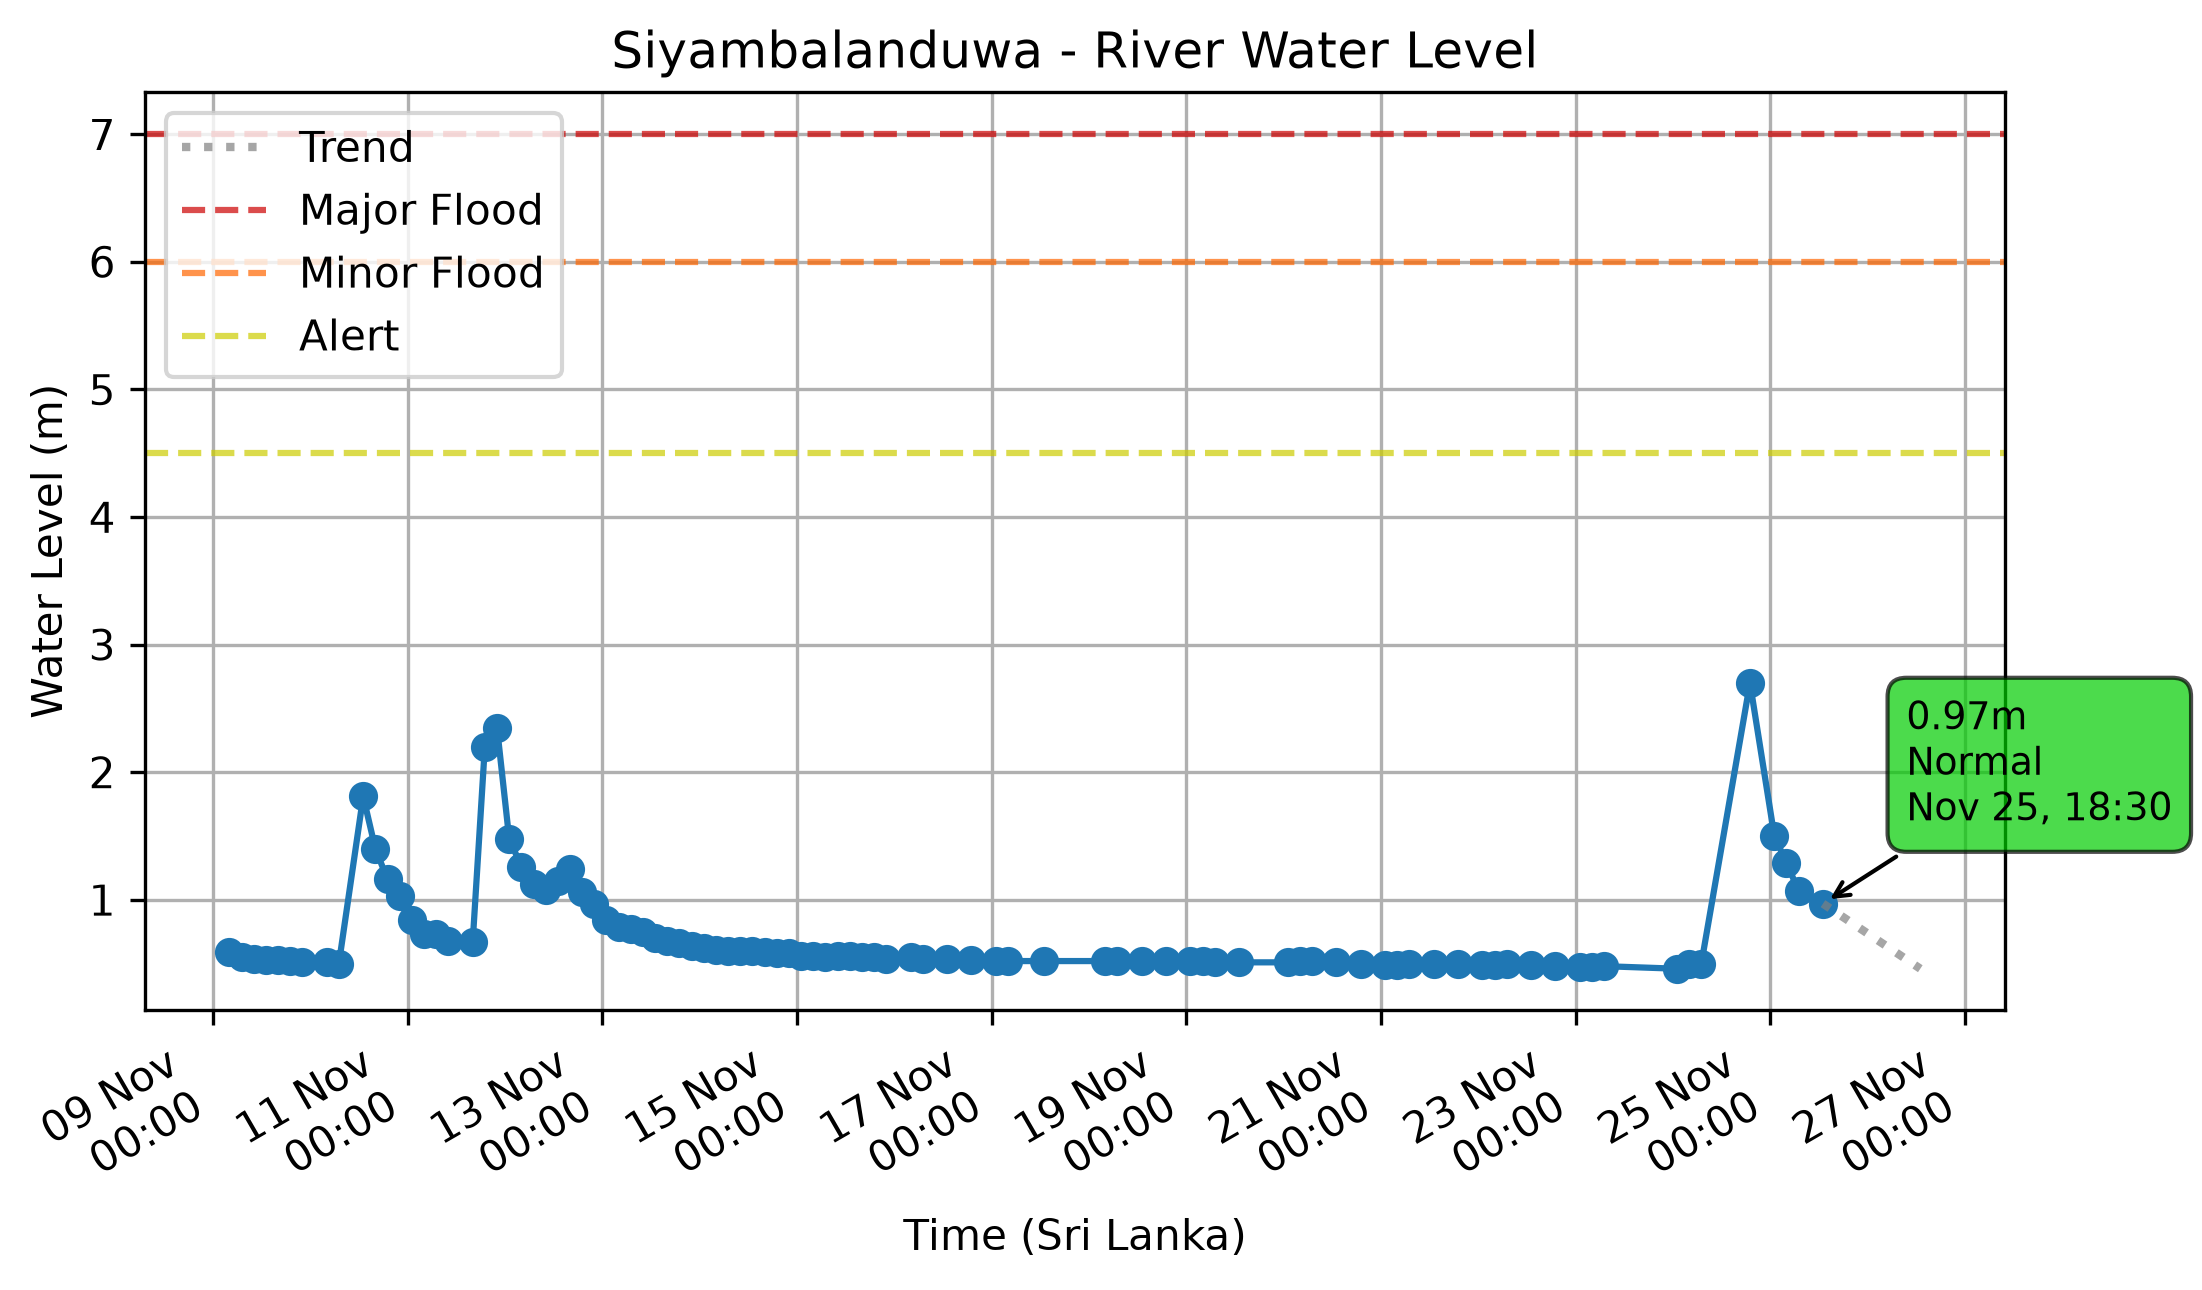 Siyambalanduwa - River Water Level
Water Level (m)
7
6
5
4
3
2
1
Trend
Major Flood
Minor Flood
Alert
0.97m
Normal
Nov 25, 18:30
09 Nov
00:00
11 Nov
00:00
13 Nov
00:00
15 Nov
00:00
17 Nov
00:00
19 Nov
00:00
21 Nov
00:00
23 Nov
00:00
25 Nov
00:00
27 Nov
00:00
Time (Sri Lanka)